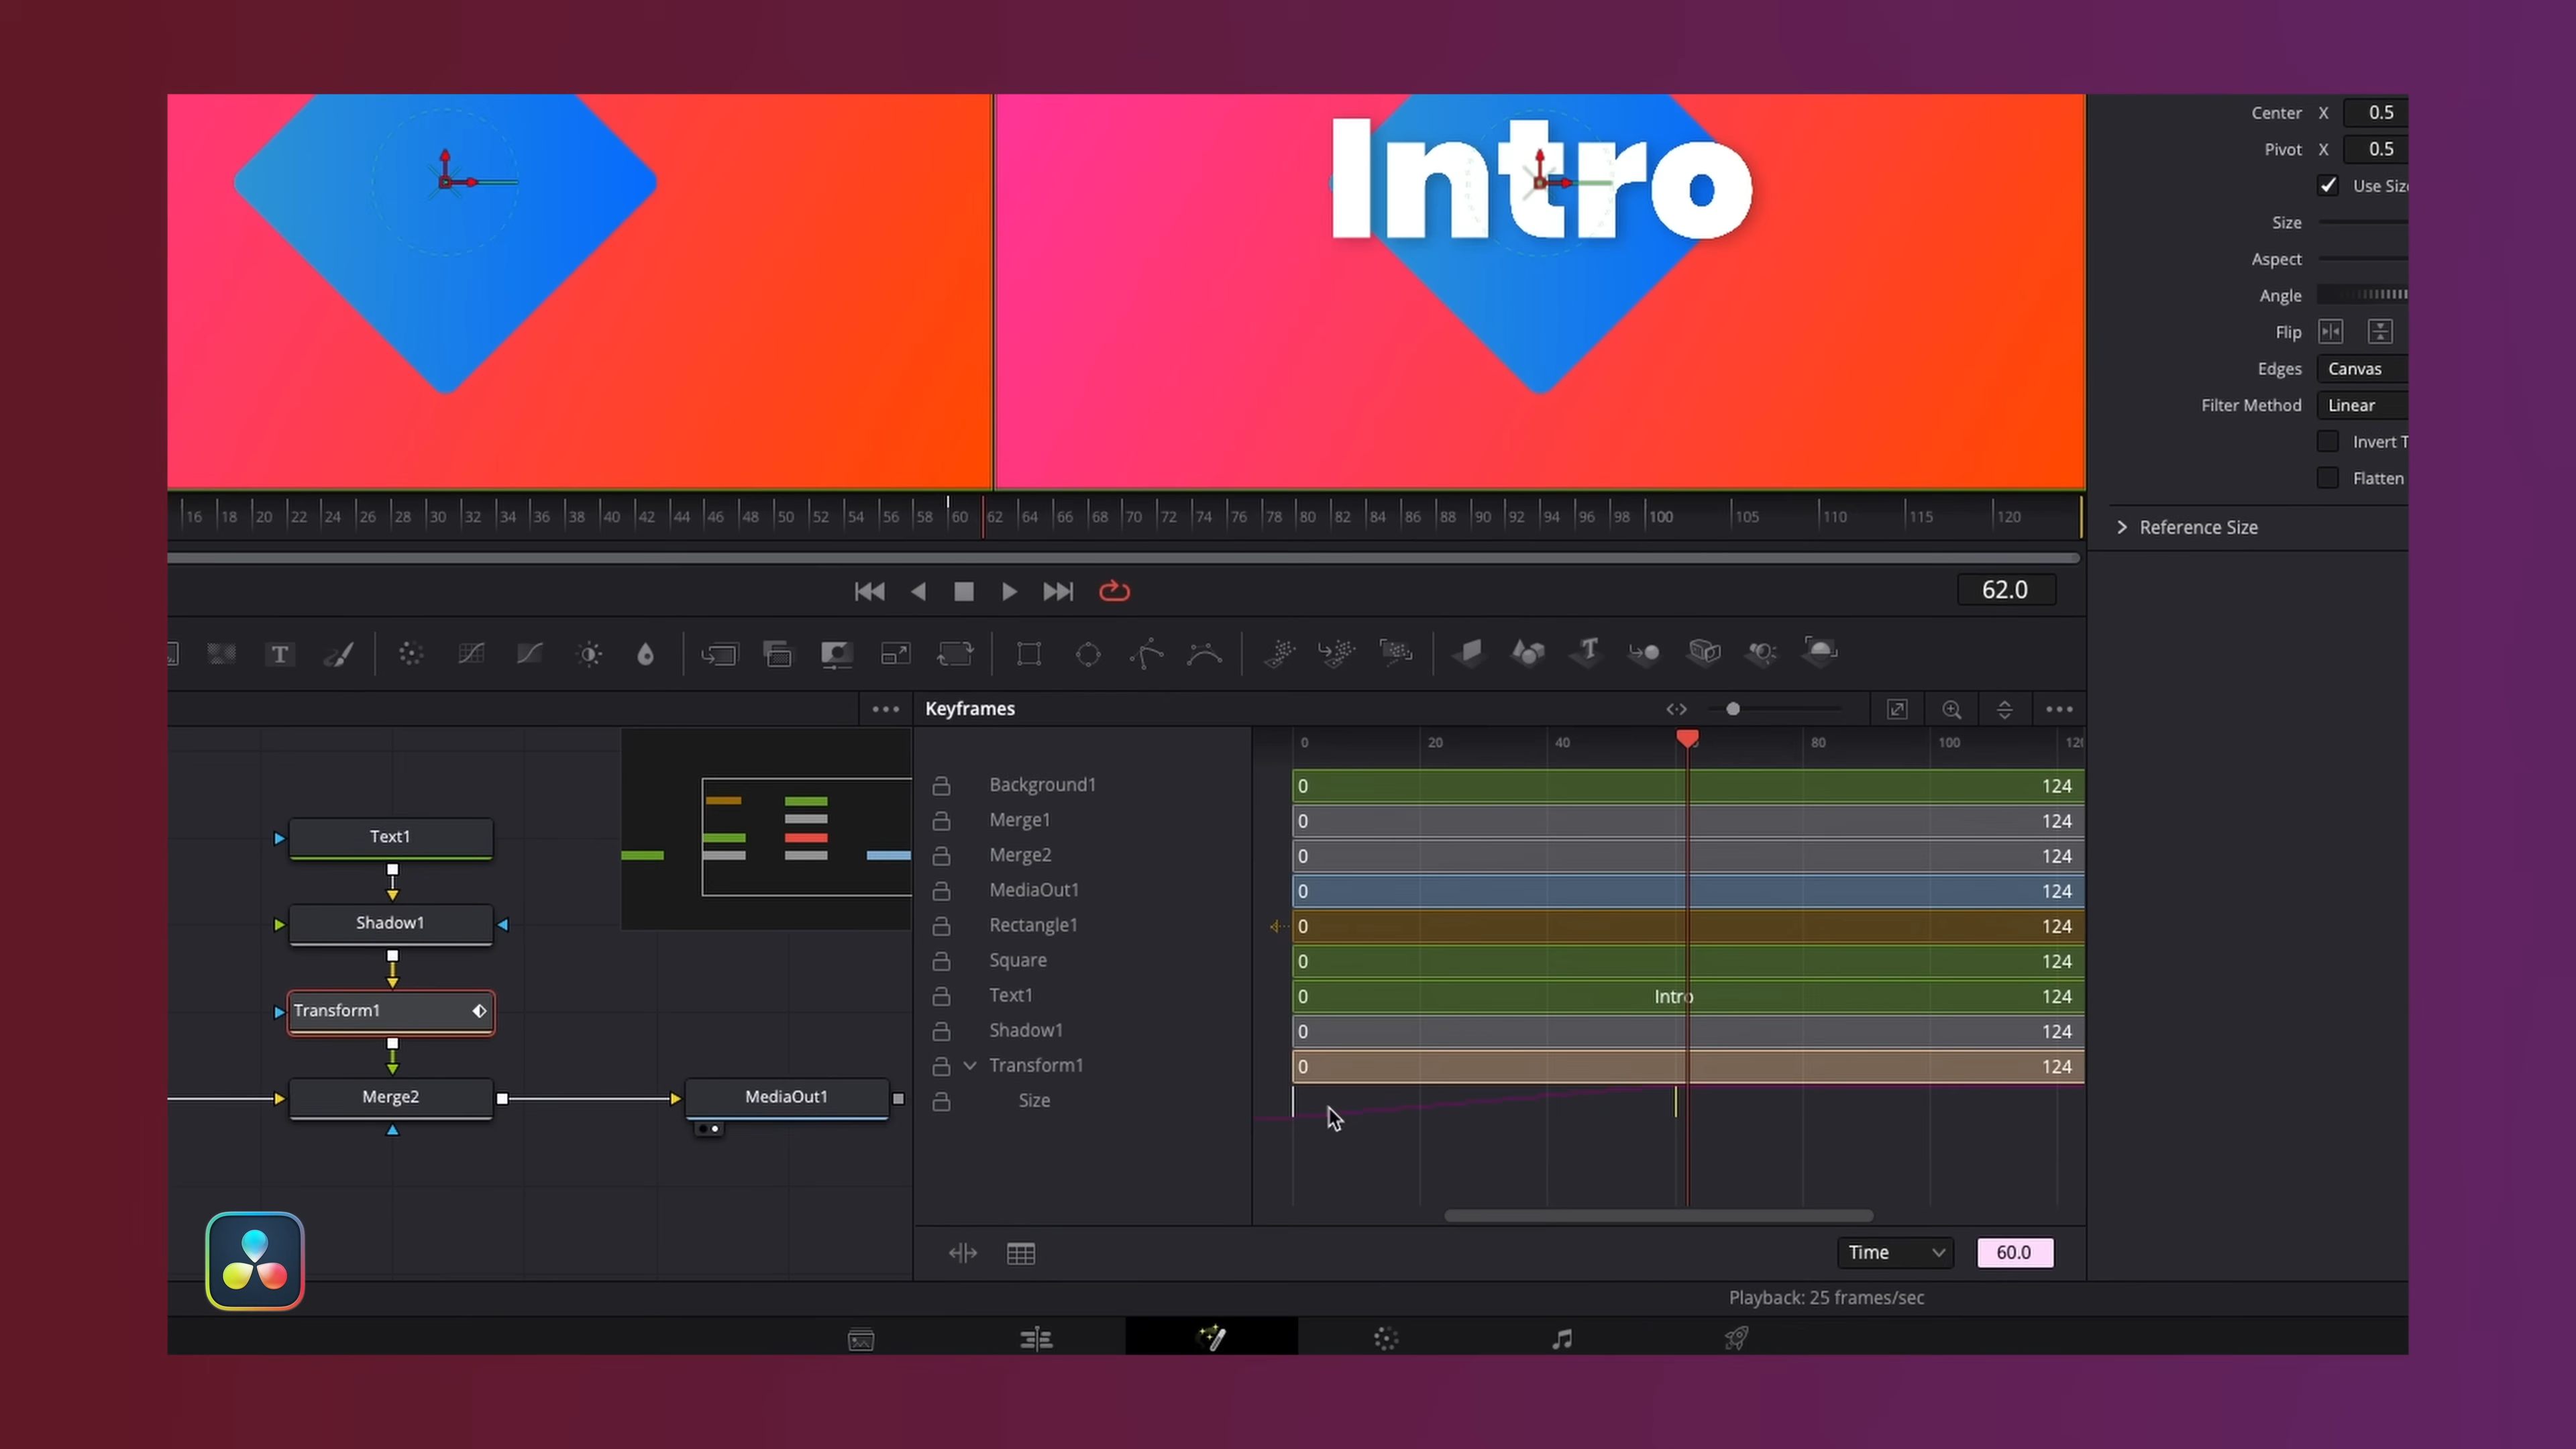 Intro
Center X 0.5
Pivot X 0.5
Use Siz
Size
Aspect
Angle
Flip
Edges Canvas
Filter Method Linear
Invert T
Flatten
Reference Size
16 18 20 22 24 26 28 30 32 34 36 38 40 42 44 46 48 50 52 54 56 58 60 62 64 66 68 70 72 74 76 78 80 82 84 86 88 90 92 94 96 98 100 105 110 115 120
62.0
T T
Keyframes
0 20 40 80 100 120
Background1 0 124
Merge1 0 124
Merge2 0 124
MediaOut1 0 124
Rectangle1 0 124
Square 0 124
Text1 0 Intro 124
Shadow1 0 124
Transform1 0 124
Size
Text1
Shadow1
Transform1
Merge2
MediaOut1
Time 60.0
Playback: 25 frames/sec